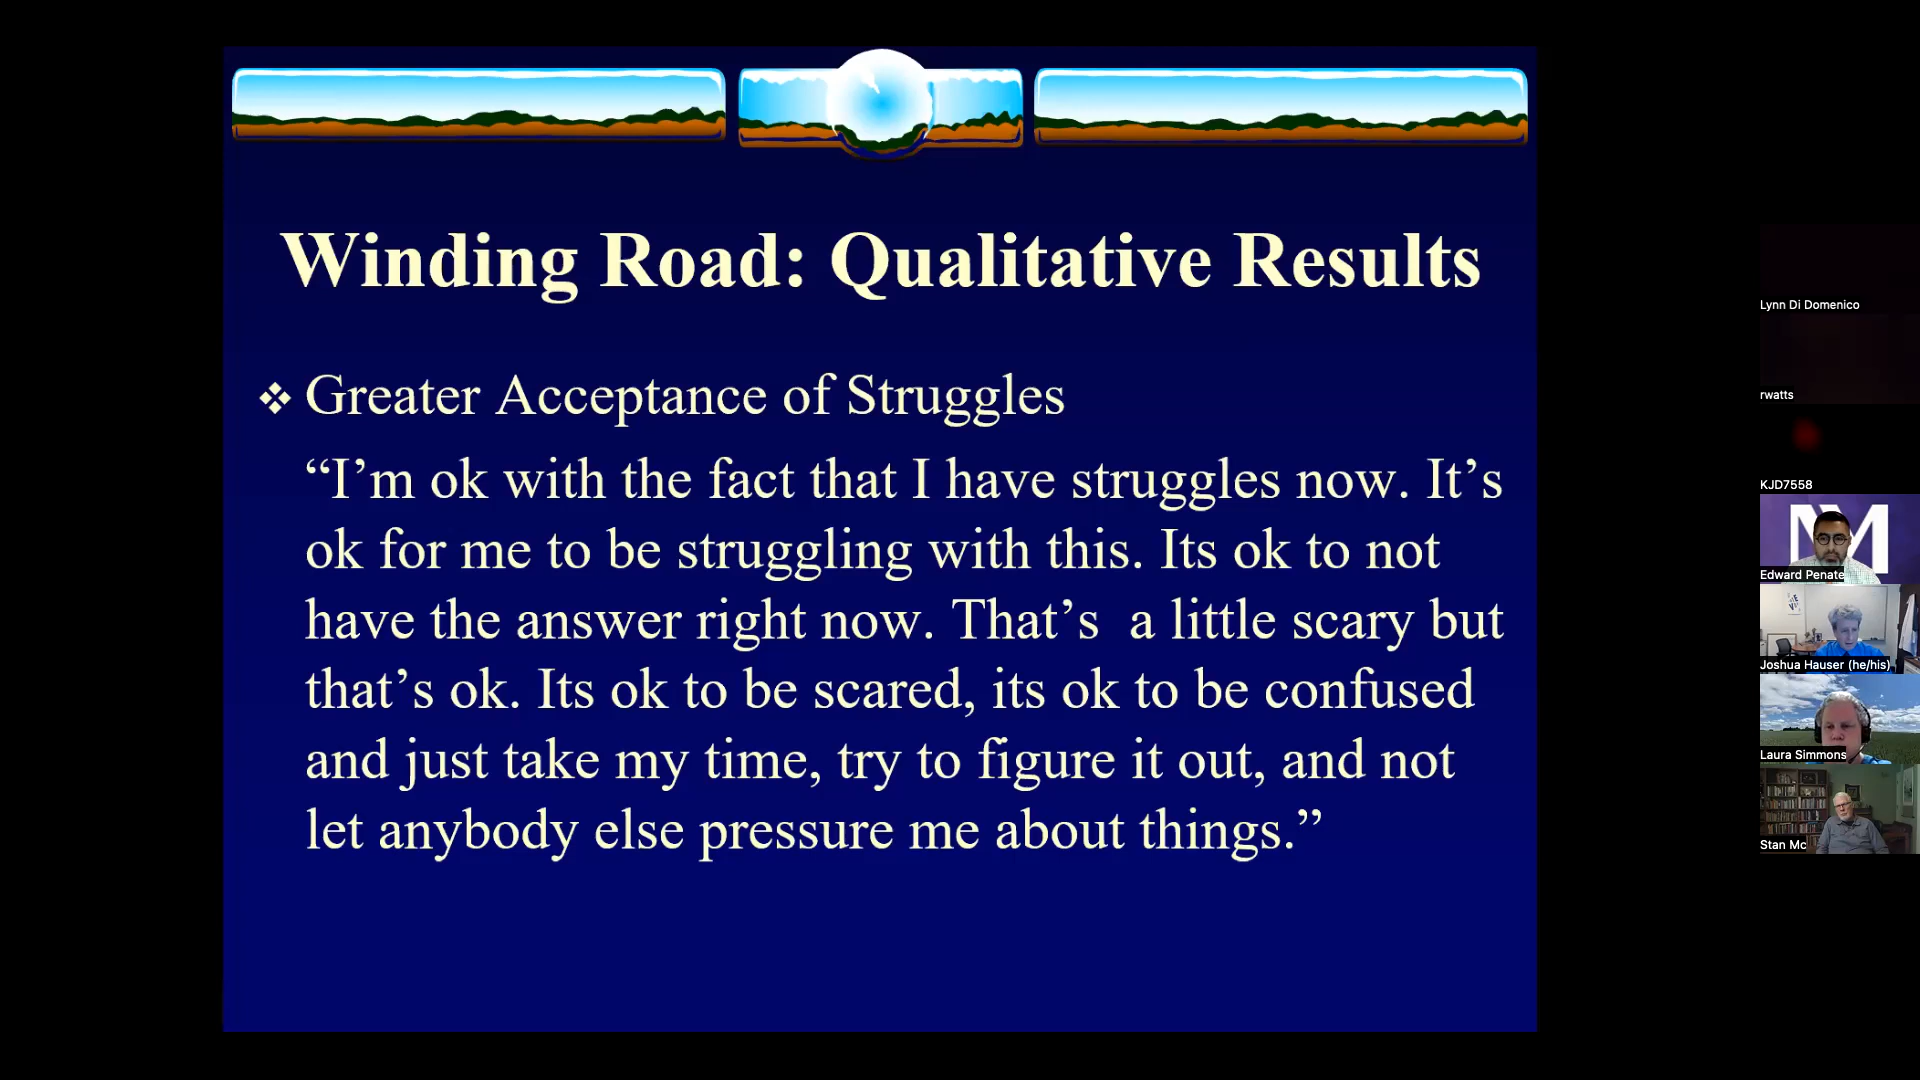 Winding Road: Qualitative Results
❖ Greater Acceptance of Struggles
“I’m ok with the fact that I have struggles now. It’s
ok for me to be struggling with this. Its ok to not
have the answer right now. That’s  a little scary but
that’s ok. Its ok to be scared, its ok to be confused
and just take my time, try to figure it out, and not
let anybody else pressure me about things.”
Lynn Di Domenico
rwatts
KJD7558
NM
Edward Penate
Joshua Hauser (he/his)
Laura Simmons
Stan Mc